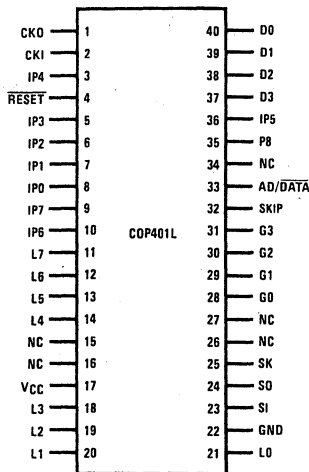 CKO 1 40 D0
CKI 2 39 D1
IP4 3 38 D2
RESET 4 37 D3
IP3 5 36 IP5
IP2 6 35 P8
IP1 7 34 NC
IP0 8 33 AD/DATA
IP7 9 32 SKIP
IP6 10 COP401L 31 G3
L7 11 30 G2
L6 12 29 G1
L5 13 28 G0
L4 14 27 NC
NC 15 26 NC
NC 16 25 SK
VCC 17 24 SO
L3 18 23 SI
L2 19 22 GND
L1 20 21 L0